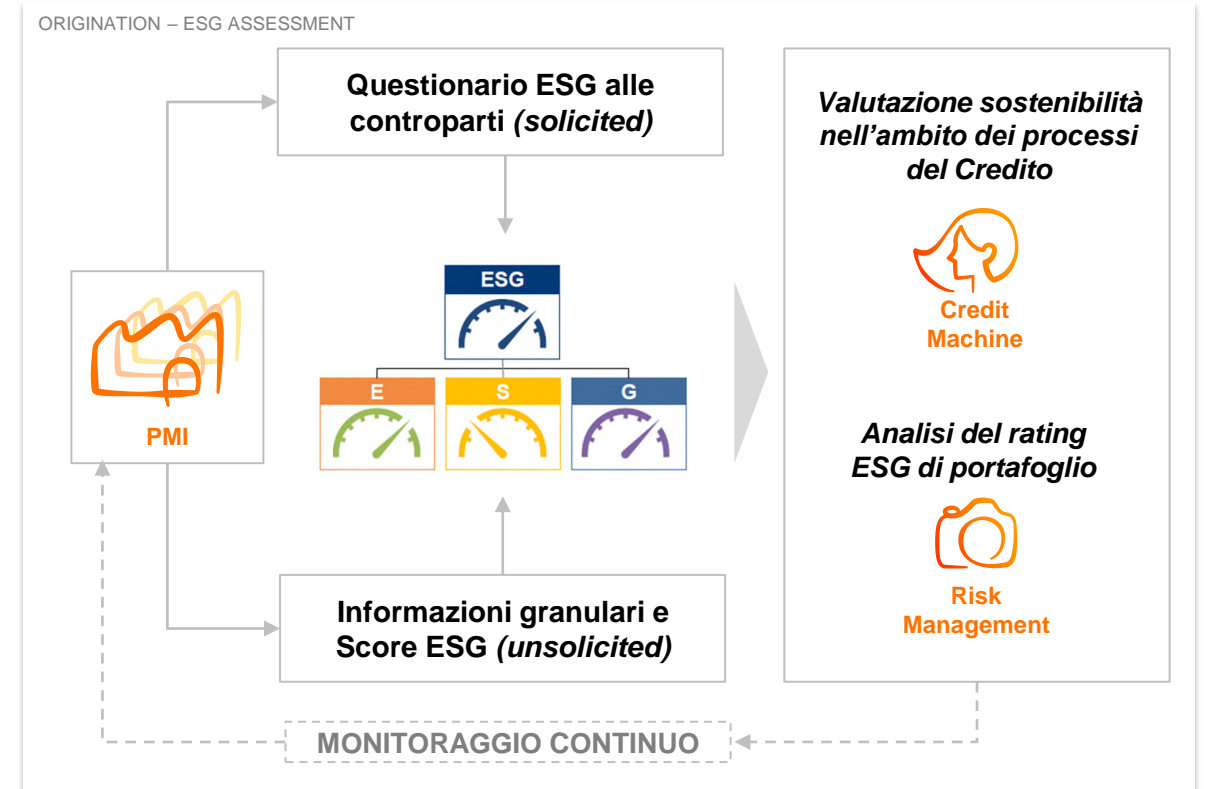 ORIGINATION – ESG ASSESSMENT
Questionario ESG alle
controparti (solicited)
ESG
E
S
G
PMI
Informazioni granulari e
Score ESG (unsolicited)
Valutazione sostenibilità
nell’ambito dei processi
del Credito
Credit
Machine
Analisi del rating
ESG di portafoglio
Risk
Management
MONITORAGGIO CONTINUO